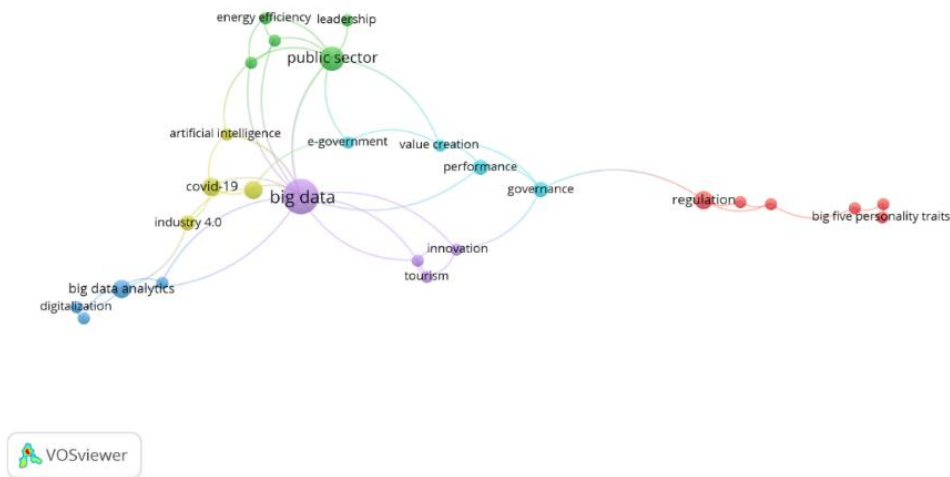 energy efficiency
leadership
public sector
artificial intelligence
e-government
value creation
performance
covid-19
big data
governance
regulation
big five personality traits
industry 4.0
innovation
tourism
big data analytics
digitalization
VOSviewer